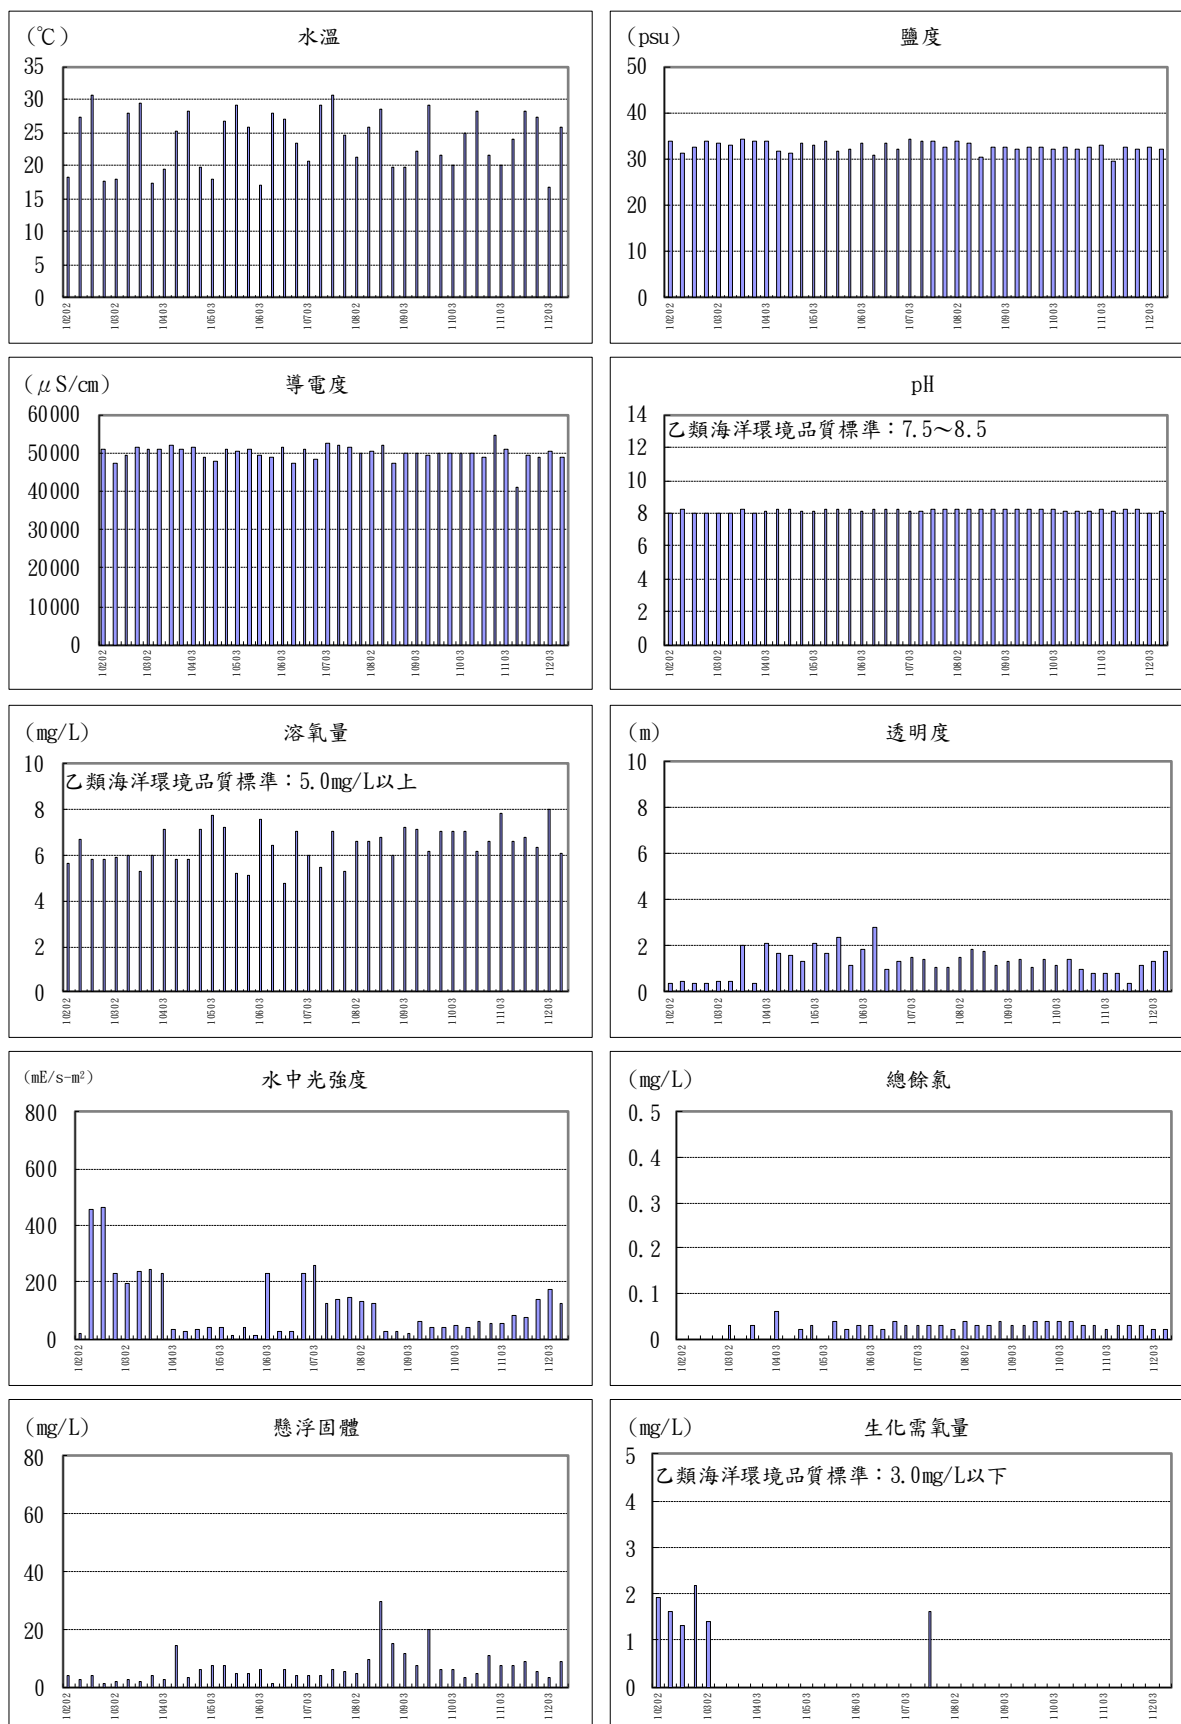 (℃) 水溫
35
30
25
20
15
10
5
0
10202 10302 10403 10503 10603 10703 10802 10903 11003 11103 11203
(psu) 鹽度
50
40
30
20
10
0
10202 10302 10403 10503 10603 10703 10802 10903 11003 11103 11203
(μS/cm) 導電度
60000
50000
40000
30000
20000
10000
0
10202 10302 10403 10503 10603 10703 10802 10903 11003 11103 11203
pH
乙類海洋環境品質標準：7.5～8.5
14
12
10
8
6
4
2
0
10202 10302 10403 10503 10603 10703 10802 10903 11003 11103 11203
(mg/L) 溶氧量
乙類海洋環境品質標準：5.0mg/L以上
10
8
6
4
2
0
10202 10302 10403 10503 10603 10703 10802 10903 11003 11103 11203
(m) 透明度
10
8
6
4
2
0
10202 10302 10403 10503 10603 10703 10802 10903 11003 11103 11203
(mE/s-m²) 水中光強度
800
600
400
200
0
10202 10302 10403 10503 10603 10703 10802 10903 11003 11103 11203
(mg/L) 總餘氯
0.5
0.4
0.3
0.2
0.1
0
10202 10302 10403 10503 10603 10703 10802 10903 11003 11103 11203
(mg/L) 懸浮固體
80
60
40
20
0
10202 10302 10403 10503 10603 10703 10802 10903 11003 11103 11203
(mg/L) 生化需氧量
乙類海洋環境品質標準：3.0mg/L以下
5
4
3
2
1
0
10202 10302 10403 10503 10603 10703 10802 10903 11003 11103 11203